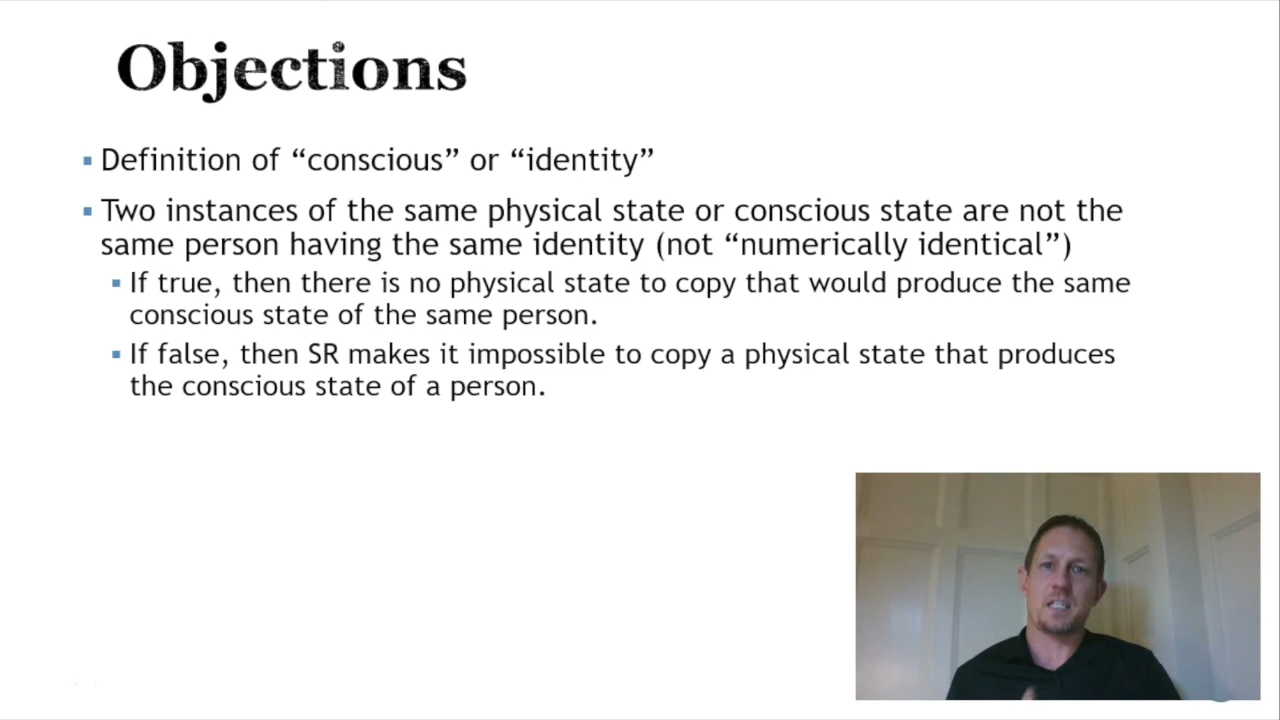 Objections
▪ Definition of “conscious” or “identity”
▪ Two instances of the same physical state or conscious state are not the
same person having the same identity (not “numerically identical”)
▪ If true, then there is no physical state to copy that would produce the same
conscious state of the same person.
▪ If false, then SR makes it impossible to copy a physical state that produces
the conscious state of a person.